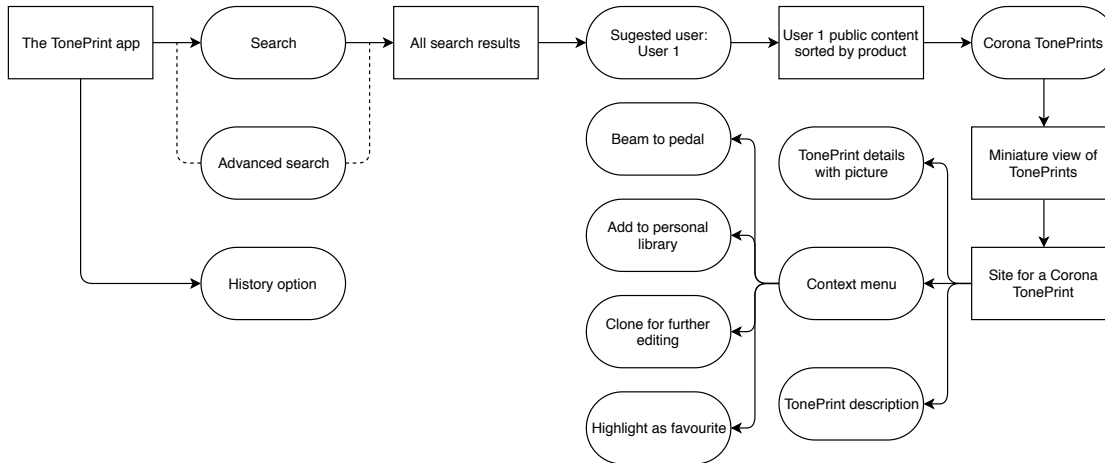 The TonePrint app
Search
All search results
Sugested user:
User 1
User 1 public content
sorted by product
Corona TonePrints
Advanced search
Beam to pedal
TonePrint details
with picture
Miniature view of
TonePrints
Add to personal
library
History option
Context menu
Site for a Corona
TonePrint
Clone for further
editing
TonePrint description
Highlight as favourite